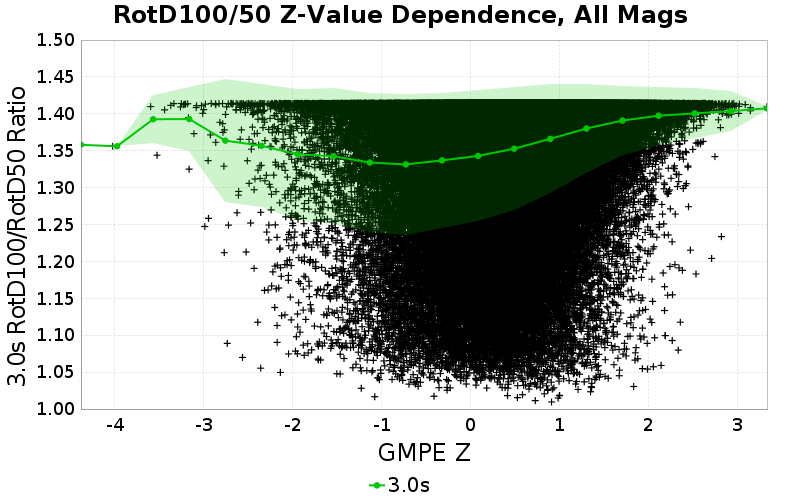 RotD100/50 Z-Value Dependence, All Mags
3.0s RotD100/RotD50 Ratio
1.50
1.45
1.40
1.35
1.30
1.25
1.20
1.15
1.10
1.05
1.00
-4 -3 -2 -1 0 1 2 3
GMPE Z
3.0s